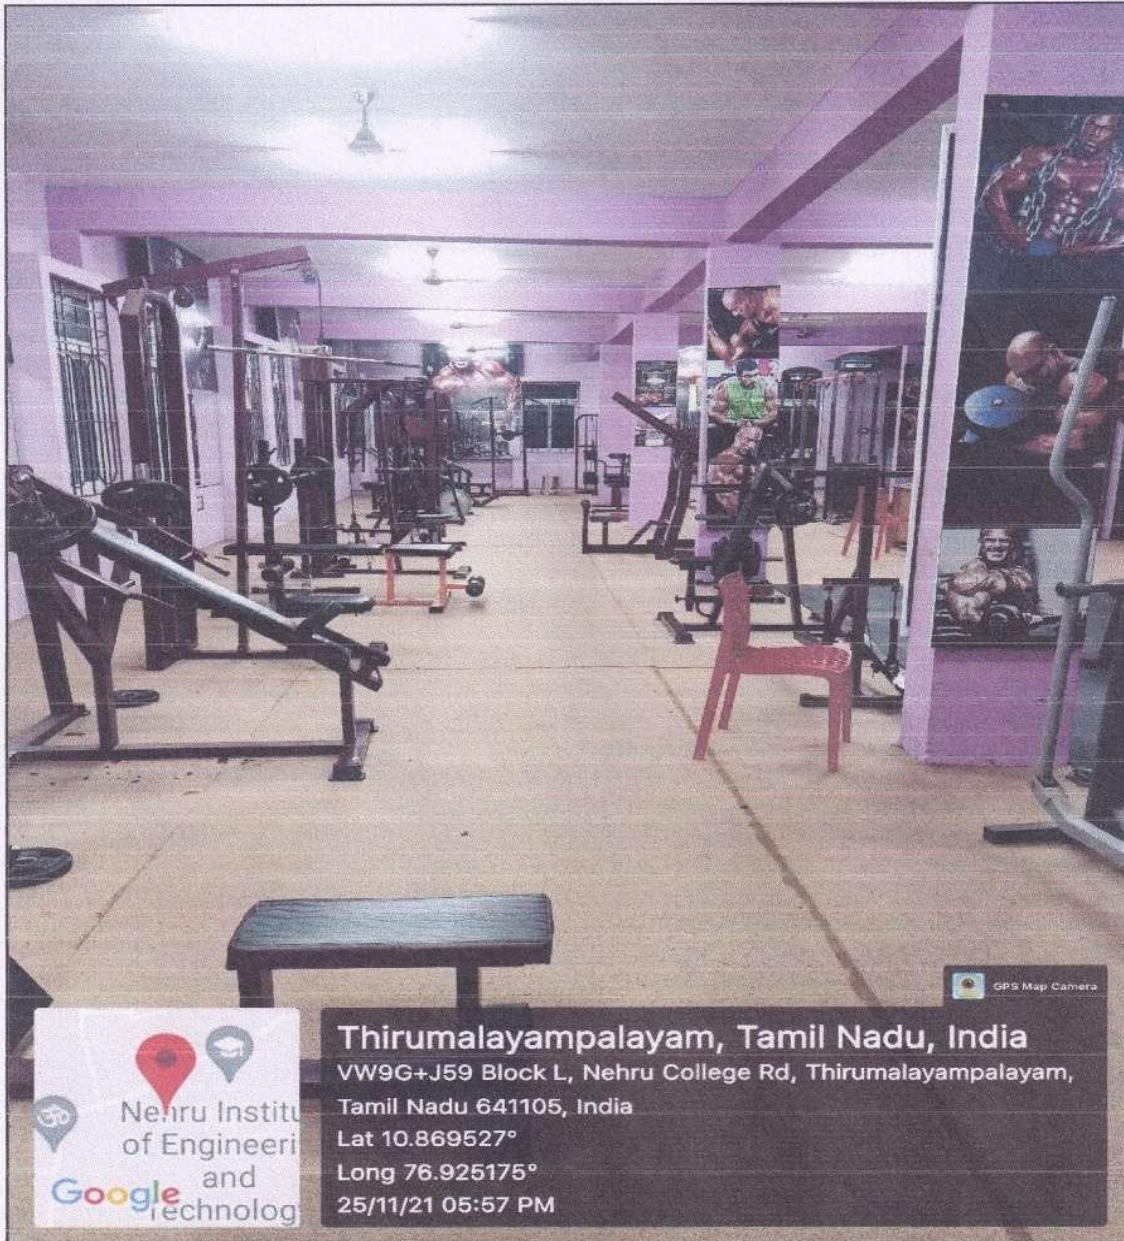 GPS Map Camera
Thirumalayampalayam, Tamil Nadu, India
VW9G+J59 Block L, Nehru College Rd, Thirumalayampalayam,
Tamil Nadu 641105, India
Lat 10.869527°
Long 76.925175°
25/11/21 05:57 PM
Nehru Institu
of Engineeri
and
Technolog
Google